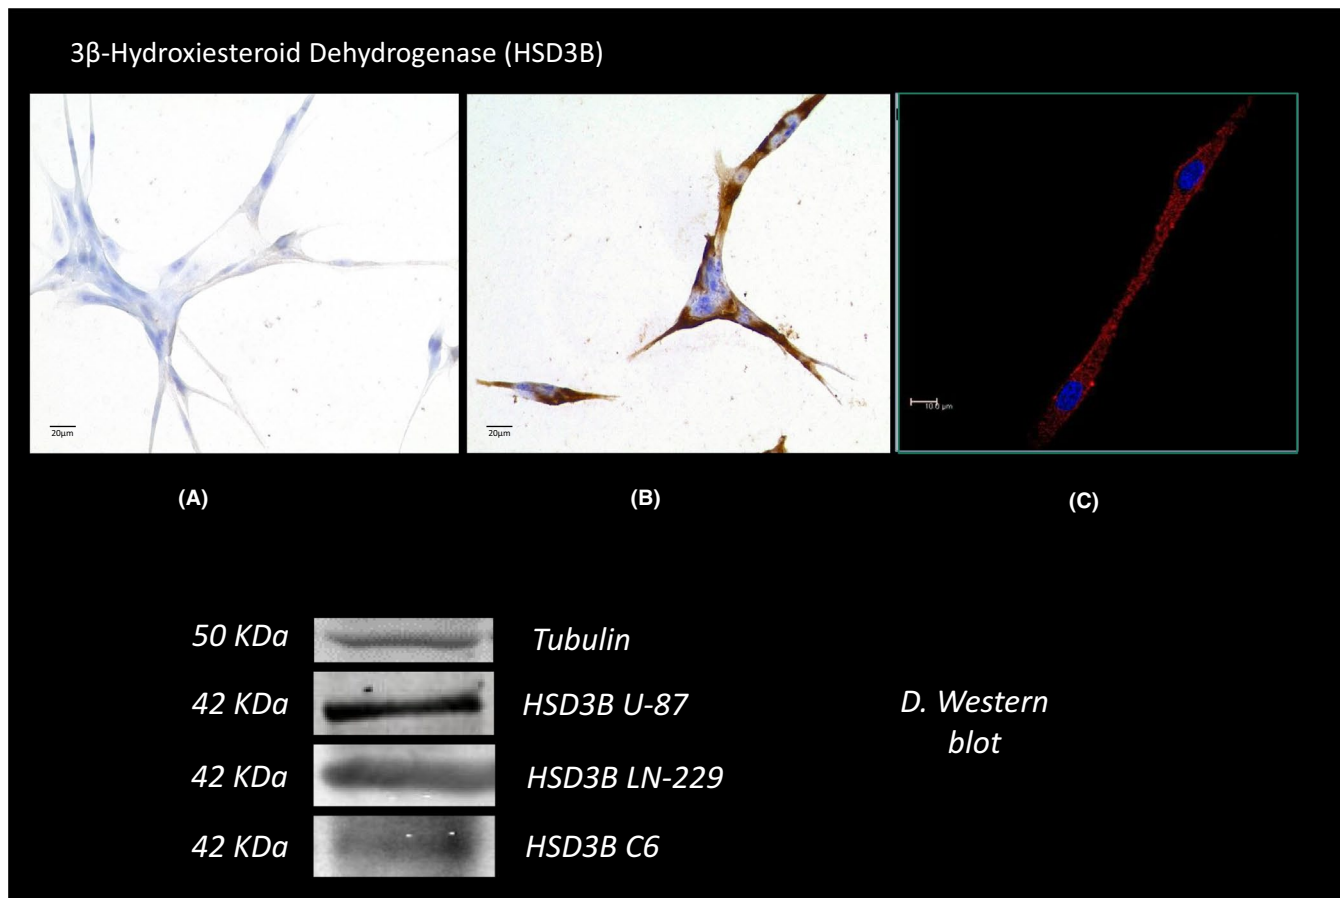 3β-Hydroxiesteroid Dehydrogenase (HSD3B)
20μm
20μm
10.0 μm
(A)
(B)
(C)
50 KDa Tubulin
42 KDa HSD3B U-87
42 KDa HSD3B LN-229
42 KDa HSD3B C6
D. Western
blot